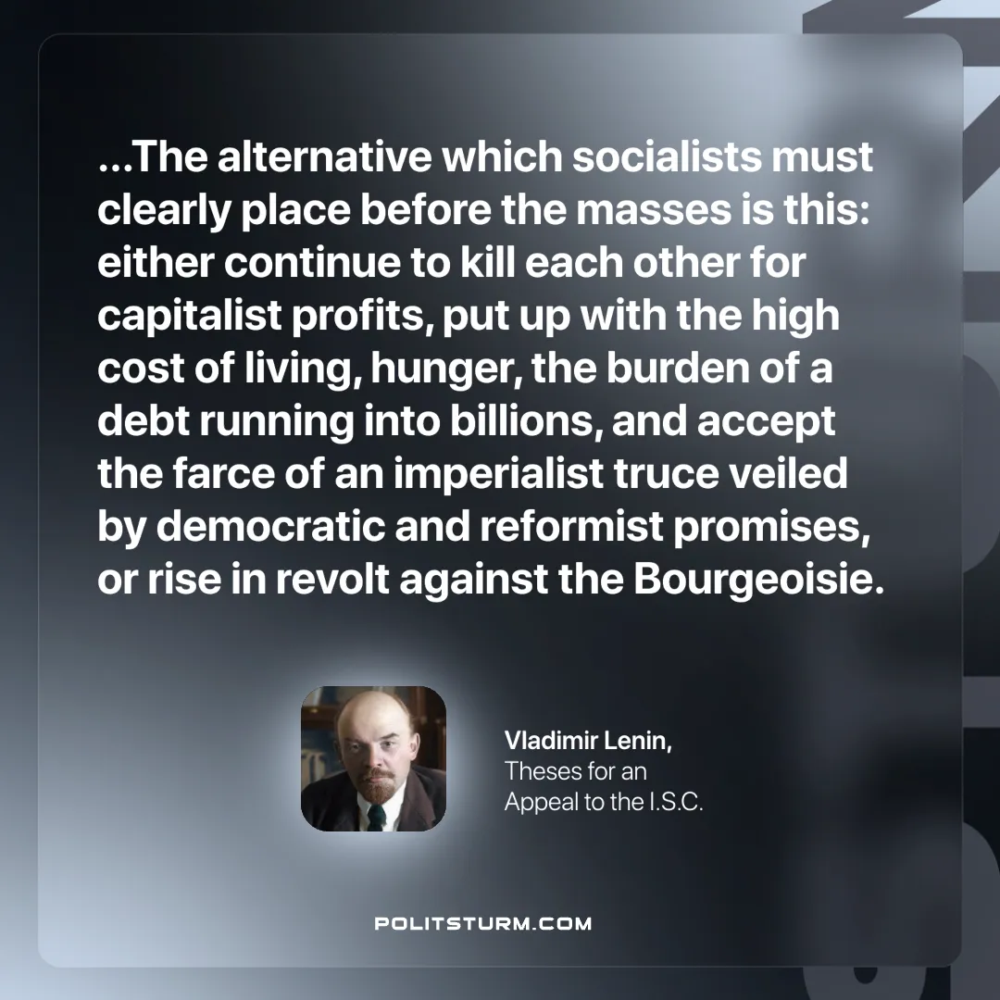 ...The alternative which socialists must
clearly place before the masses is this:
either continue to kill each other for
capitalist profits, put up with the high
cost of living, hunger, the burden of a
debt running into billions, and accept
the farce of an imperialist truce veiled
by democratic and reformist promises,
or rise in revolt against the Bourgeoisie.
Vladimir Lenin,
Theses for an
Appeal to the I.S.C.
POLITSTURM.COM